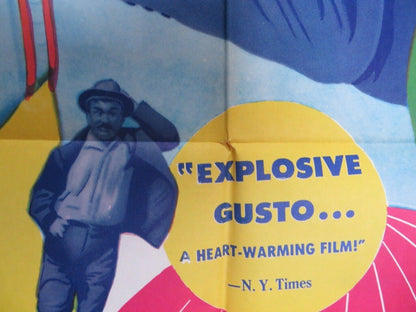 "EXPLOSIVE
GUSTO...
A HEART-WARMING FILM!"
—N. Y. Times